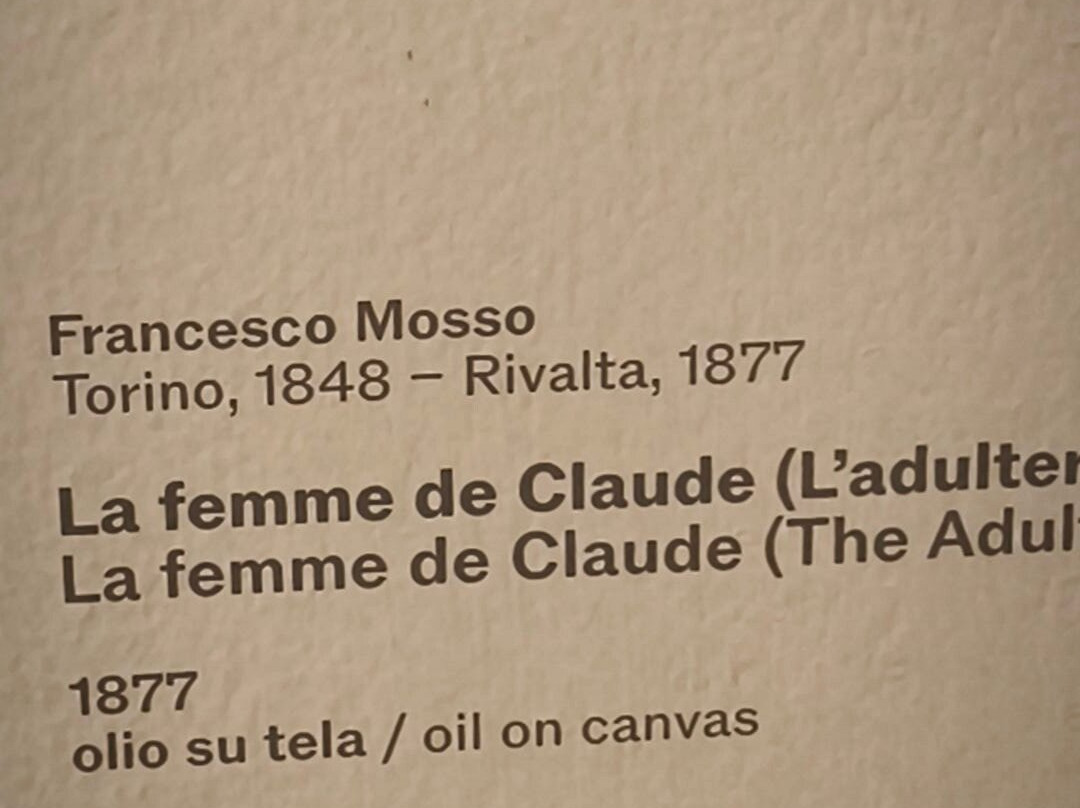 Francesco Mosso
Torino, 1848 – Rivalta, 1877
La femme de Claude (L’adulter
La femme de Claude (The Adul
1877
olio su tela / oil on canvas